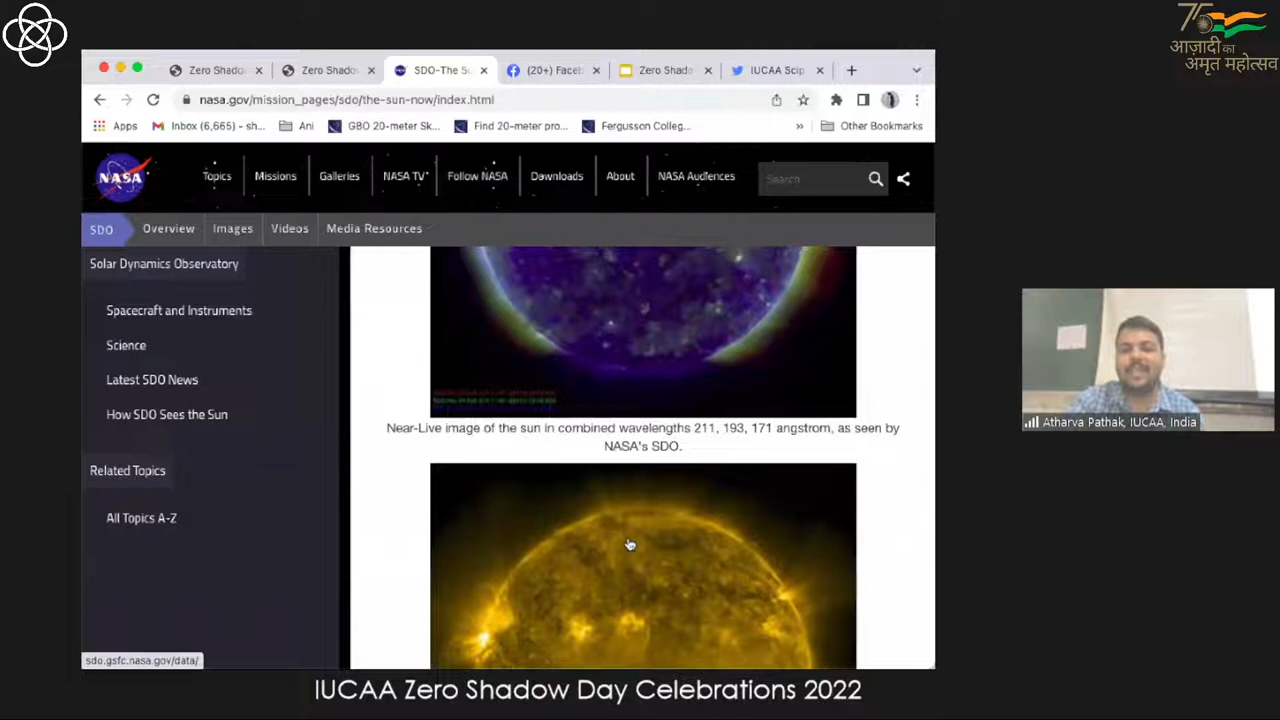 75
आज़ादी का
अमृत महोत्सव
Zero Shado
Zero Shado
SDO-The Su
(20+) Faceb
Zero Shado
IUCAA Scip
nasa.gov/mission_pages/sdo/the-sun-now/index.html
Apps
Inbox (6,665) - sh...
Ani
GBO 20-meter Sk...
Find 20-meter pro...
Fergusson Colleg...
»
Other Bookmarks
NASA
Topics
Missions
Galleries
NASA TV
Follow NASA
Downloads
About
NASA Audiences
Search
SDO
Overview
Images
Videos
Media Resources
Solar Dynamics Observatory
Spacecraft and Instruments
Science
Latest SDO News
How SDO Sees the Sun
Related Topics
All Topics A-Z
Near-Live image of the sun in combined wavelengths 211, 193, 171 angstrom, as seen by
NASA's SDO.
sdo.gsfc.nasa.gov/data/
Atharva Pathak, IUCAA, India
IUCAA Zero Shadow Day Celebrations 2022